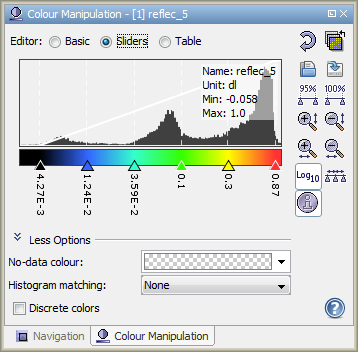 Colour Manipulation - [1] reflec_5
Editor: Basic Sliders Table
Name: reflec_5
Unit: dl
Min: -0.058
Max: 1.0
95% 100%
Log10
4.27E-3 1.24E-2 3.59E-2 0.1 0.3 0.87
Less Options
No-data colour:
Histogram matching: None
Discrete colors
Navigation Colour Manipulation